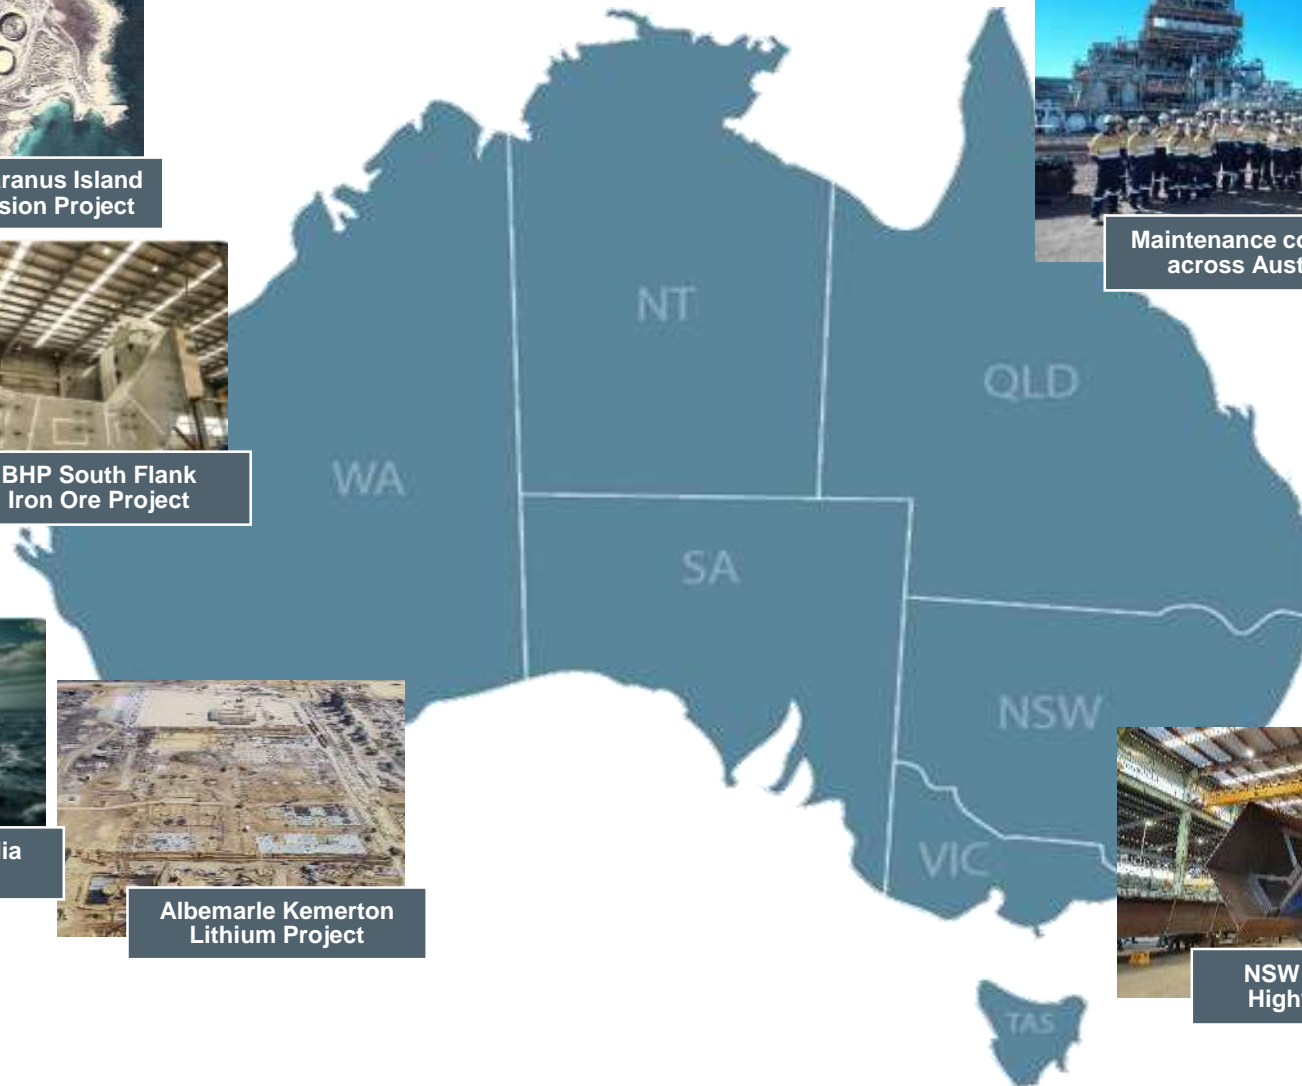 ranus Island
sion Project
Maintenance co
across Aust
NT
QLD
BHP South Flank
Iron Ore Project
WA
SA
NSW
ia
VIC
Albemarle Kemerton
Lithium Project
NSW
High
TAS